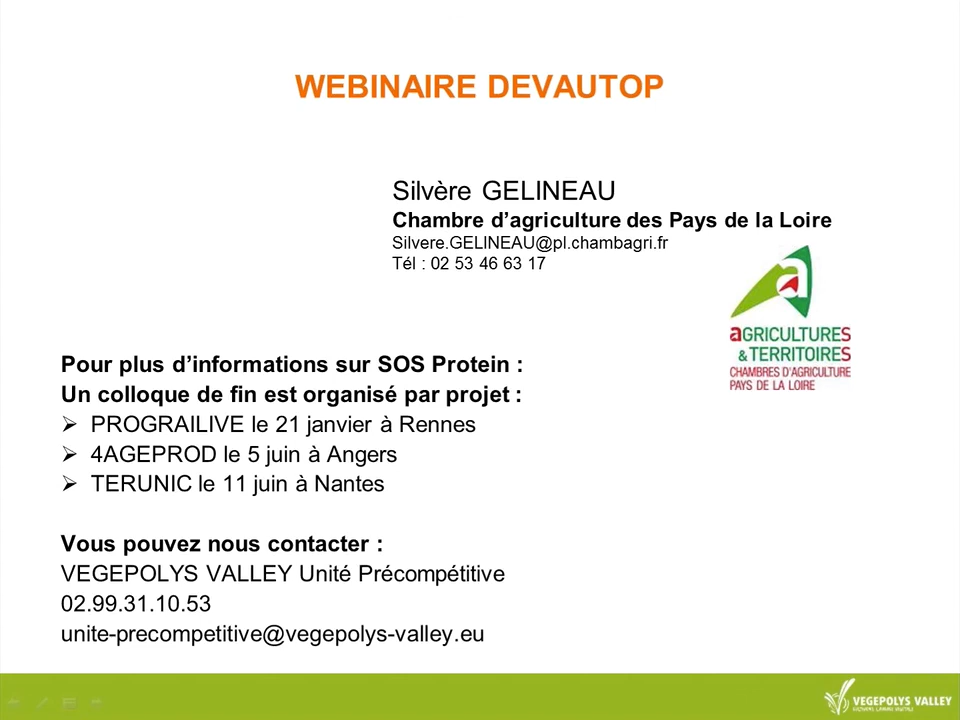 WEBINAIRE DEVAUTOP
Silvère GELINEAU
Chambre d’agriculture des Pays de la Loire
Silvere.GELINEAU@pl.chambagri.fr
Tél : 02 53 46 63 17
aGRICULTURES
& TERRITOIRES
CHAMBRES D'AGRICULTURE
PAYS DE LA LOIRE
Pour plus d’informations sur SOS Protein :
Un colloque de fin est organisé par projet :
➢ PROGRAILIVE le 21 janvier à Rennes
➢ 4AGEPROD le 5 juin à Angers
➢ TERUNIC le 11 juin à Nantes
Vous pouvez nous contacter :
VEGEPOLYS VALLEY Unité Précompétitive
02.99.31.10.53
unite-precompetitive@vegepolys-valley.eu
VEGEPOLYS VALLEY